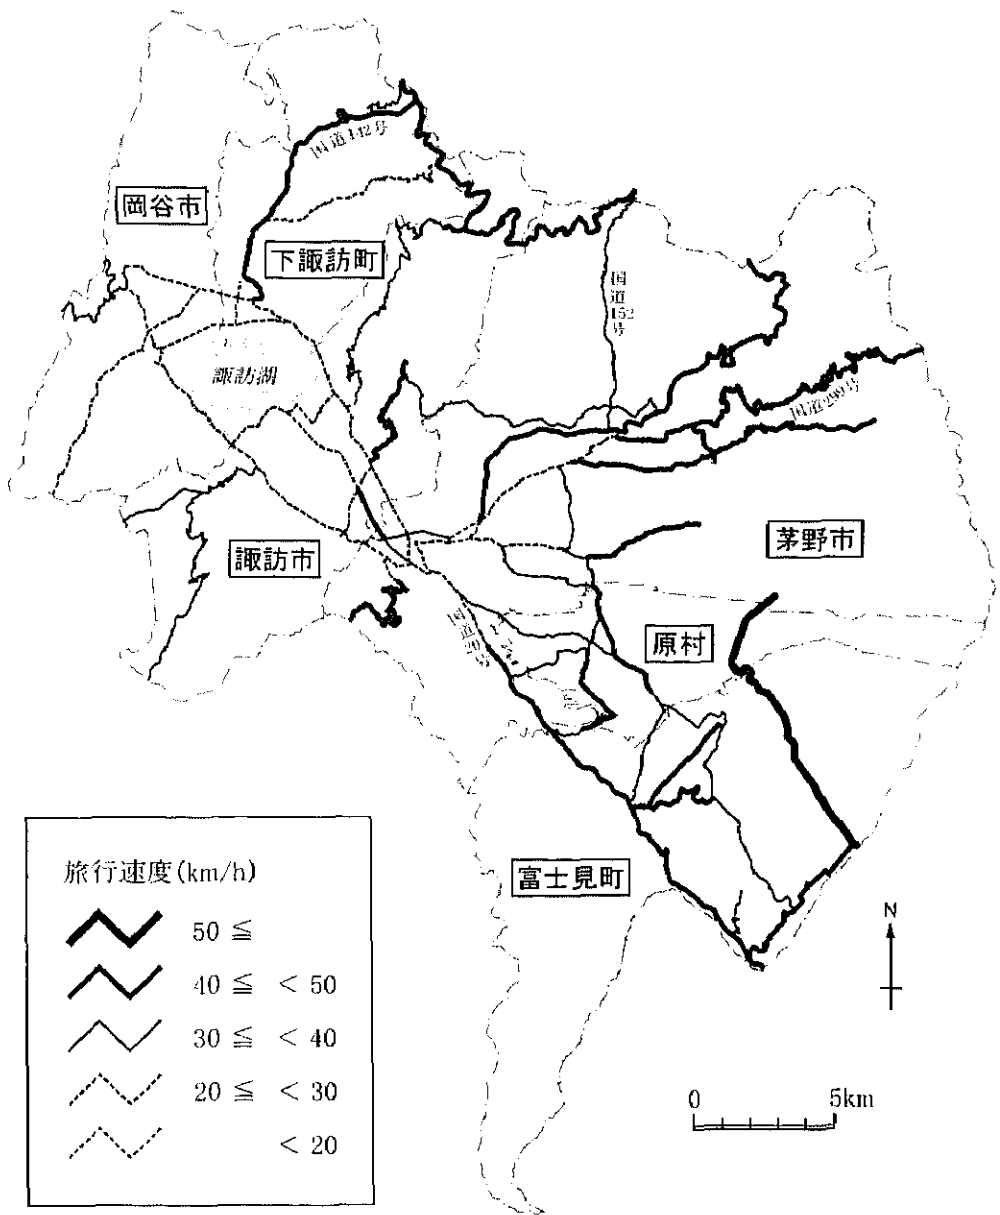 国道142号
岡谷市
下諏訪町
国道152号
諏訪湖
国道299号
諏訪市
茅野市
原村
富士見町
旅行速度(km/h)
50 ≦
40 ≦ < 50
30 ≦ < 40
20 ≦ < 30
< 20
N
0 5km